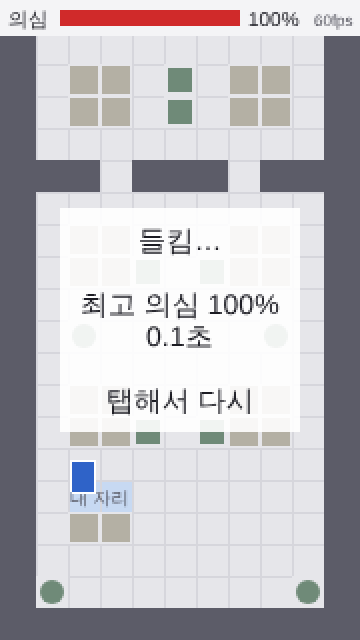 의심 100% 60fps
들킴...
최고 의심 100%
0.1초
탭해서 다시
내 자리